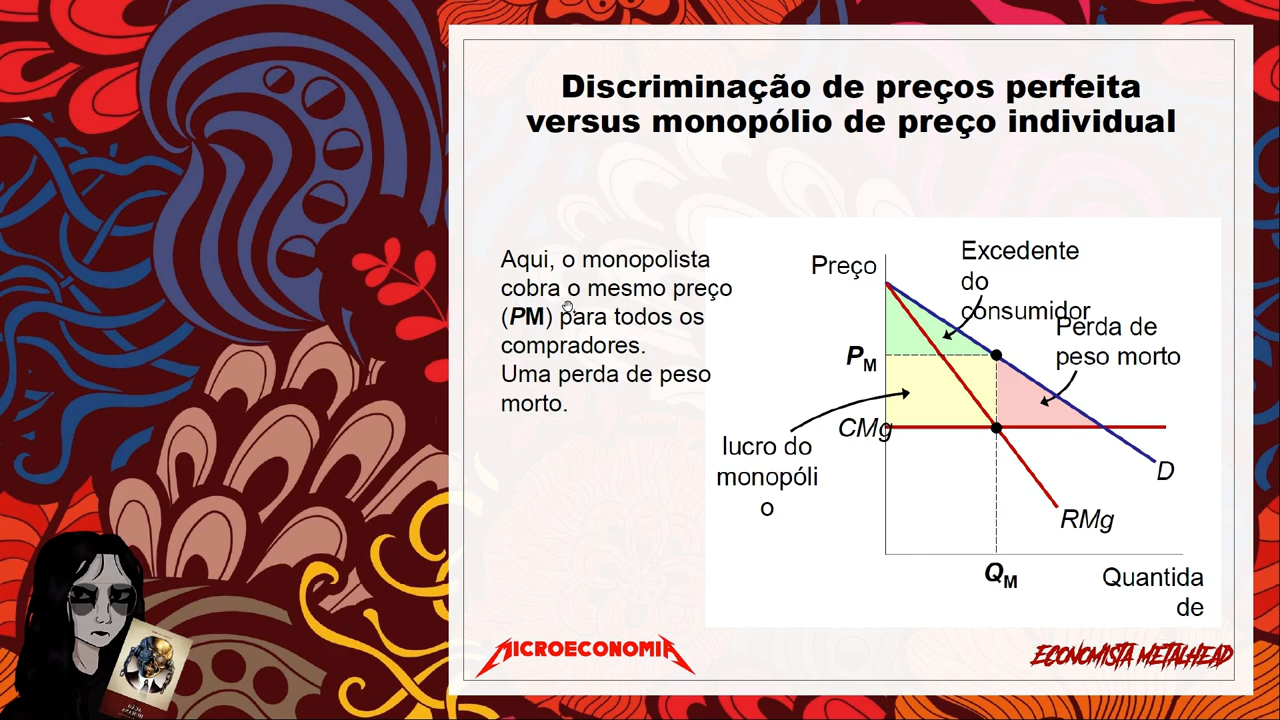 Discriminação de preços perfeita
versus monopólio de preço individual
Aqui, o monopolista
cobra o mesmo preço
(PM) para todos os
compradores.
Uma perda de peso
morto.
Preço
Excedente
do
consumidor
Perda de
peso morto
PM
CMg
lucro do
monopóli
o
D
RMg
QM
Quantida
de
MICROECONOMIA
ECONOMISTA METALHEAD